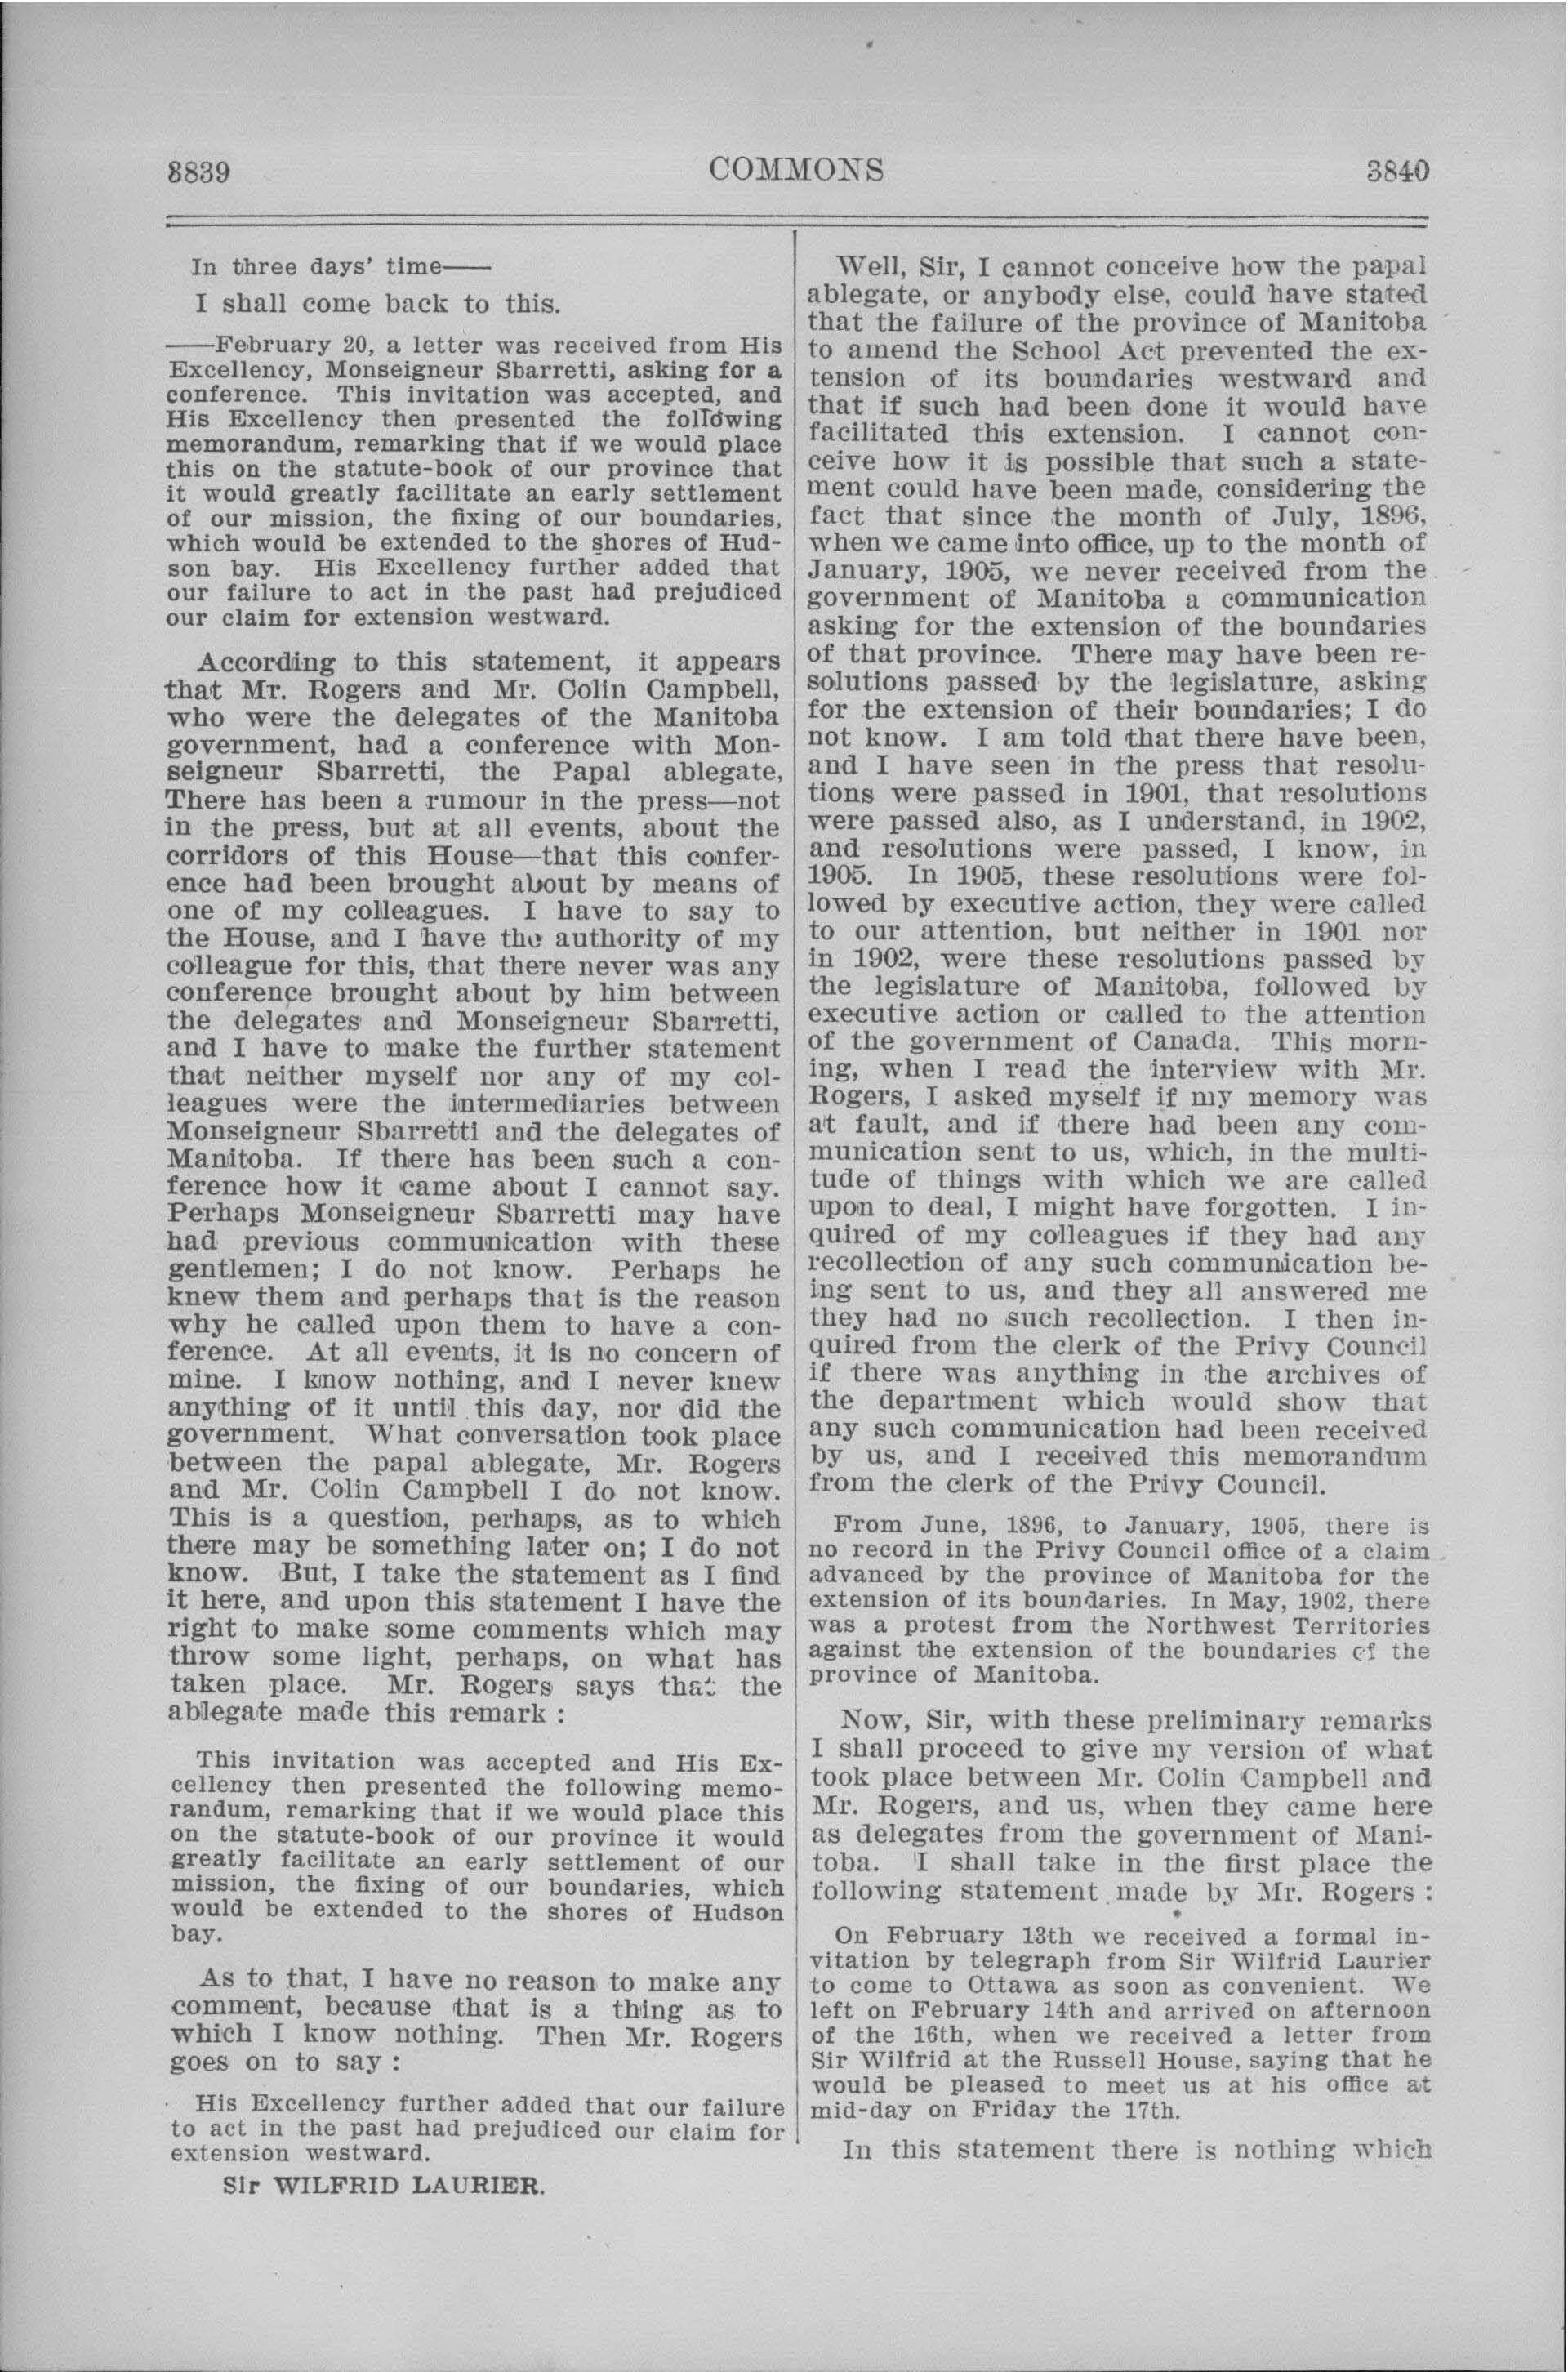 3839
COMMONS
3840
In three days' time——
I shall come back to this.
——February 20, a letter was received from His
Excellency, Monseigneur Sbarretti, asking for a
conference. This invitation was accepted, and
His Excellency then presented the following
memorandum, remarking that if we would place
this on the statute-book of our province that
it would greatly facilitate an early settlement
of our mission, the fixing of our boundaries,
which would be extended to the shores of Hud-
son bay. His Excellency further added that
our failure to act in the past had prejudiced
our claim for extension westward.
According to this statement, it appears
that Mr. Rogers and Mr. Colin Campbell,
who were the delegates of the Manitoba
government, had a conference with Mon-
seigneur Sbarretti, the Papal ablegate,
There has been a rumour in the press—not
in the press, but at all events, about the
corridors of this House—that this confer-
ence had been brought about by means of
one of my colleagues. I have to say to
the House, and I have the authority of my
colleague for this, that there never was any
conference brought about by him between
the delegates and Monseigneur Sbarretti,
and I have to make the further statement
that neither myself nor any of my col-
leagues were the intermediaries between
Monseigneur Sbarretti and the delegates of
Manitoba. If there has been such a con-
ference how it came about I cannot say.
Perhaps Monseigneur Sbarretti may have
had previous communication with these
gentlemen; I do not know. Perhaps he
knew them and perhaps that is the reason
why he called upon them to have a con-
ference. At all events, it is no concern of
mine. I know nothing, and I never knew
anything of it until this day, nor did the
government. What conversation took place
between the papal ablegate, Mr. Rogers
and Mr. Colin Campbell I do not know.
This is a question, perhaps, as to which
there may be something later on; I do not
know. But, I take the statement as I find
it here, and upon this statement I have the
right to make some comments which may
throw some light, perhaps, on what has
taken place. Mr. Rogers says that the
ablegate made this remark :
This invitation was accepted and His Ex-
cellency then presented the following memo-
randum, remarking that if we would place this
on the statute-book of our province it would
greatly facilitate an early settlement of our
mission, the fixing of our boundaries, which
would be extended to the shores of Hudson
bay.
As to that, I have no reason to make any
comment, because that is a thing as to
which I know nothing. Then Mr. Rogers
goes on to say :
His Excellency further added that our failure
to act in the past had prejudiced our claim for
extension westward.
Sir WILFRID LAURIER.
Well, Sir, I cannot conceive how the papal
ablegate, or anybody else, could have stated
that the failure of the province of Manitoba
to amend the School Act prevented the ex-
tension of its boundaries westward and
that if such had been done it would have
facilitated this extension. I cannot con-
ceive how it is possible that such a state-
ment could have been made, considering the
fact that since the month of July, 1896,
when we came into office, up to the month of
January, 1905, we never received from the
government of Manitoba a communication
asking for the extension of the boundaries
of that province. There may have been re-
solutions passed by the legislature, asking
for the extension of their boundaries; I do
not know. I am told that there have been,
and I have seen in the press that resolu-
tions were passed in 1901, that resolutions
were passed also, as I understand, in 1902,
and resolutions were passed, I know, in
1905. In 1905, these resolutions were fol-
lowed by executive action, they were called
to our attention, but neither in 1901 nor
in 1902, were these resolutions passed by
the legislature of Manitoba, followed by
executive action or called to the attention
of the government of Canada. This morn-
ing, when I read the interview with Mr.
Rogers, I asked myself if my memory was
at fault, and if there had been any com-
munication sent to us, which, in the multi-
tude of things with which we are called
upon to deal, I might have forgotten. I in-
quired of my colleagues if they had any
recollection of any such communication be-
ing sent to us, and they all answered me
they had no such recollection. I then in-
quired from the clerk of the Privy Council
if there was anything in the archives of
the department which would show that
any such communication had been received
by us, and I received this memorandum
from the clerk of the Privy Council.
From June, 1896, to January, 1905, there is
no record in the Privy Council office of a claim
advanced by the province of Manitoba for the
extension of its boundaries. In May, 1902, there
was a protest from the Northwest Territories
against the extension of the boundaries of the
province of Manitoba.
Now, Sir, with these preliminary remarks
I shall proceed to give my version of what
took place between Mr. Colin Campbell and
Mr. Rogers, and us, when they came here
as delegates from the government of Mani-
toba. I shall take in the first place the
following statement made by Mr. Rogers :
On February 13th we received a formal in-
vitation by telegraph from Sir Wilfrid Laurier
to come to Ottawa as soon as convenient. We
left on February 14th and arrived on afternoon
of the 16th, when we received a letter from
Sir Wilfrid at the Russell House, saying that he
would be pleased to meet us at his office at
mid-day on Friday the 17th.
In this statement there is nothing which